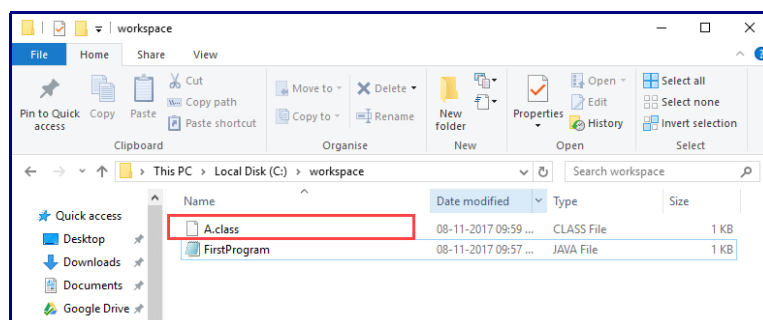 workspace
File Home Share View
Pin to Quick access
Copy
Paste
Cut
Copy path
Paste shortcut
Clipboard
Move to
Copy to
Delete
Rename
Organise
New folder
New
Properties
Open
Edit
History
Open
Select all
Select none
Invert selection
Select
This PC > Local Disk (C:) > workspace
Search workspace
Quick access
Desktop
Downloads
Documents
Google Drive
Name Date modified Type Size
A.class 08-11-2017 09:59 ... CLASS File 1 KB
FirstProgram 08-11-2017 09:57 ... JAVA File 1 KB